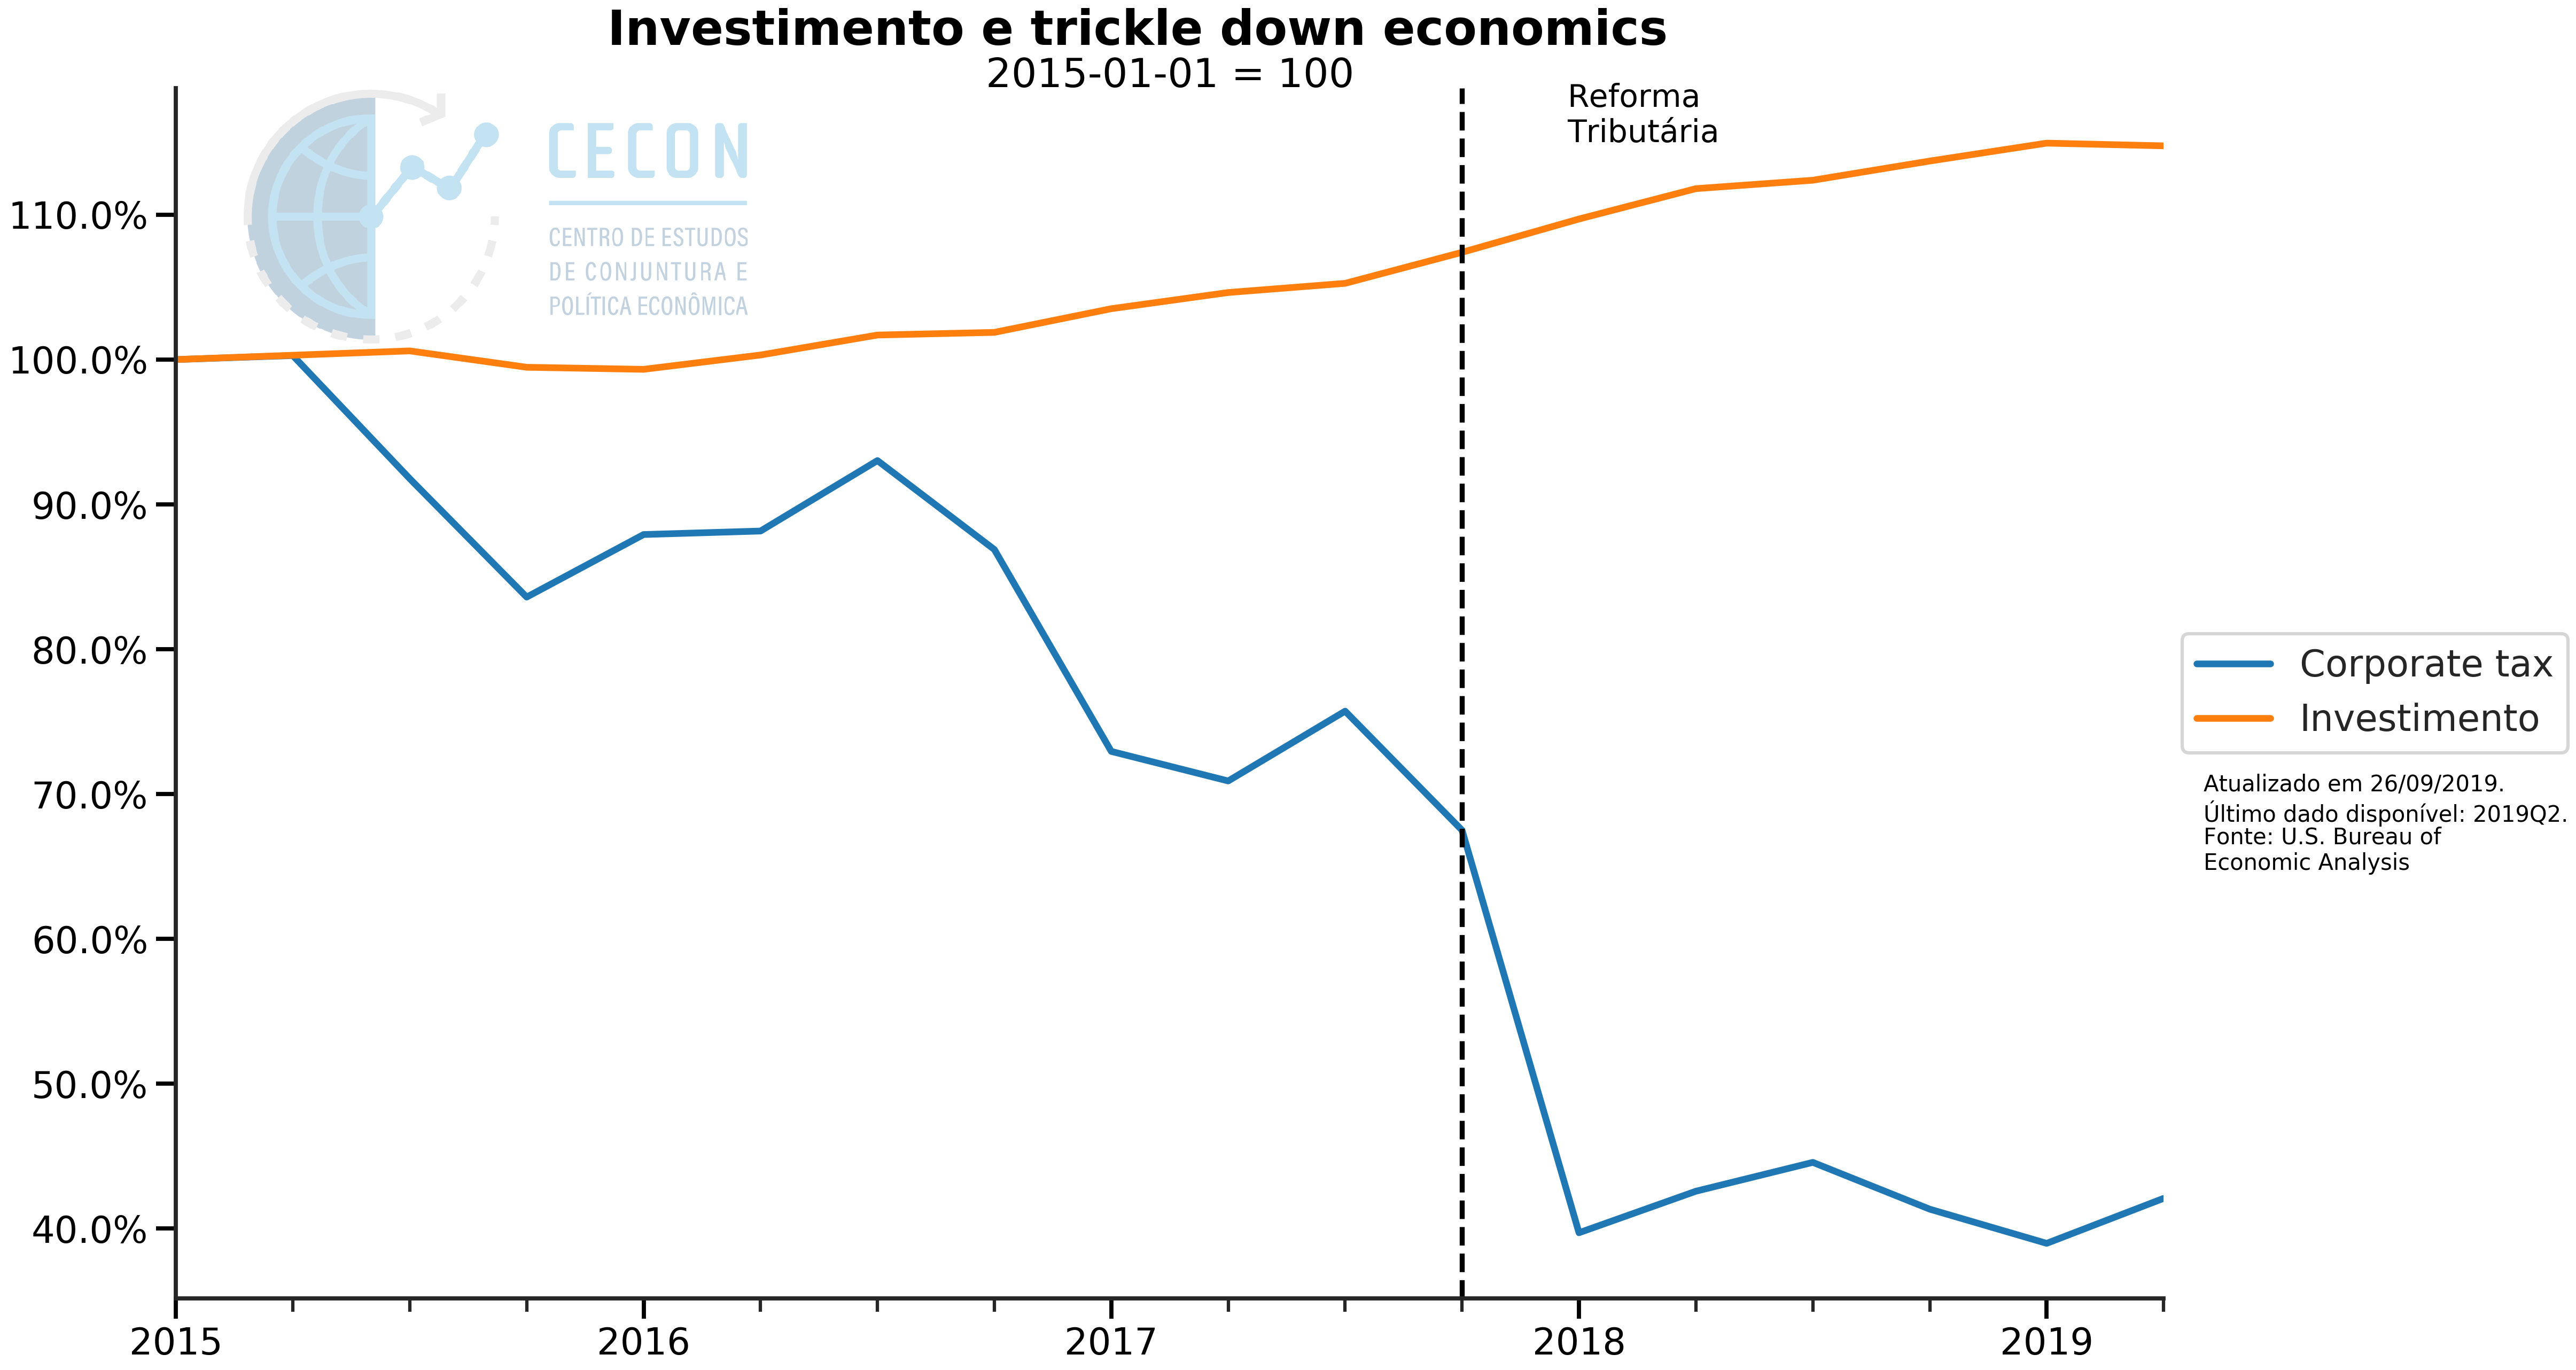 Investimento e trickle down economics
2015-01-01 = 100
Reforma
Tributária
CECON
CENTRO DE ESTUDOS
DE CONJUNTURA E
POLÍTICA ECONÔMICA
110.0%
100.0%
90.0%
80.0%
70.0%
60.0%
50.0%
40.0%
2015
2016
2017
2018
2019
Corporate tax
Investimento
Atualizado em 26/09/2019.
Último dado disponível: 2019Q2.
Fonte: U.S. Bureau of
Economic Analysis